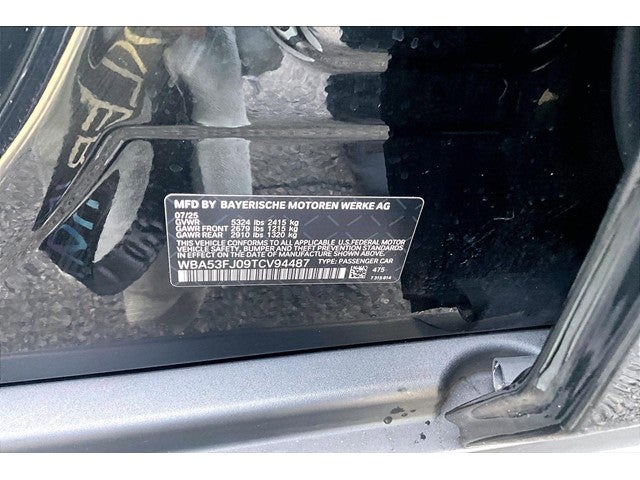 MFD BY BAYERISCHE MOTOREN WERKE AG
07/25
GVWR 5324 lbs 2415 kg
GAWR FRONT 2679 lbs 1215 kg
GAWR REAR 2910 lbs 1320 kg
THIS VEHICLE CONFORMS TO ALL APPLICABLE U.S.FEDERAL MOTOR
VEHICLE SAFETY, BUMPER, AND THEFT PREVENTION STANDARDS
IN EFFECT ON THE DATE OF MANUFACTURE SHOWN ABOVE.
WBA53FJ09TCV94487 TYPE: PASSENGER CAR
475